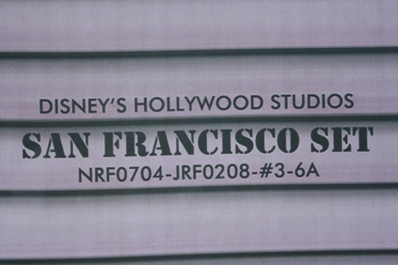 DISNEY'S HOLLYWOOD STUDIOS
SAN FRANCISCO SET
NRF0704-JRF0208-#3-6A